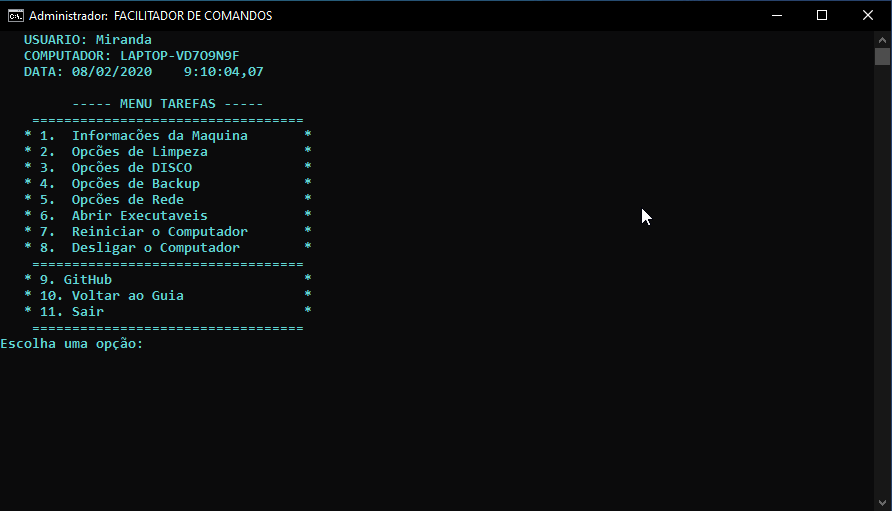 Administrador: FACILITADOR DE COMANDOS
USUARIO: Miranda
COMPUTADOR: LAPTOP-VD7O9N9F
DATA: 08/02/2020    9:10:04,07
----- MENU TAREFAS -----
==================================
* 1.  Informacões da Maquina       *
* 2.  Opcões de Limpeza            *
* 3.  Opcões de DISCO              *
* 4.  Opcões de Backup             *
* 5.  Opcões de Rede               *
* 6.  Abrir Executaveis            *
* 7.  Reiniciar o Computador       *
* 8.  Desligar o Computador        *
==================================
* 9. GitHub                        *
* 10. Voltar ao Guia               *
* 11. Sair                         *
==================================
Escolha uma opção: